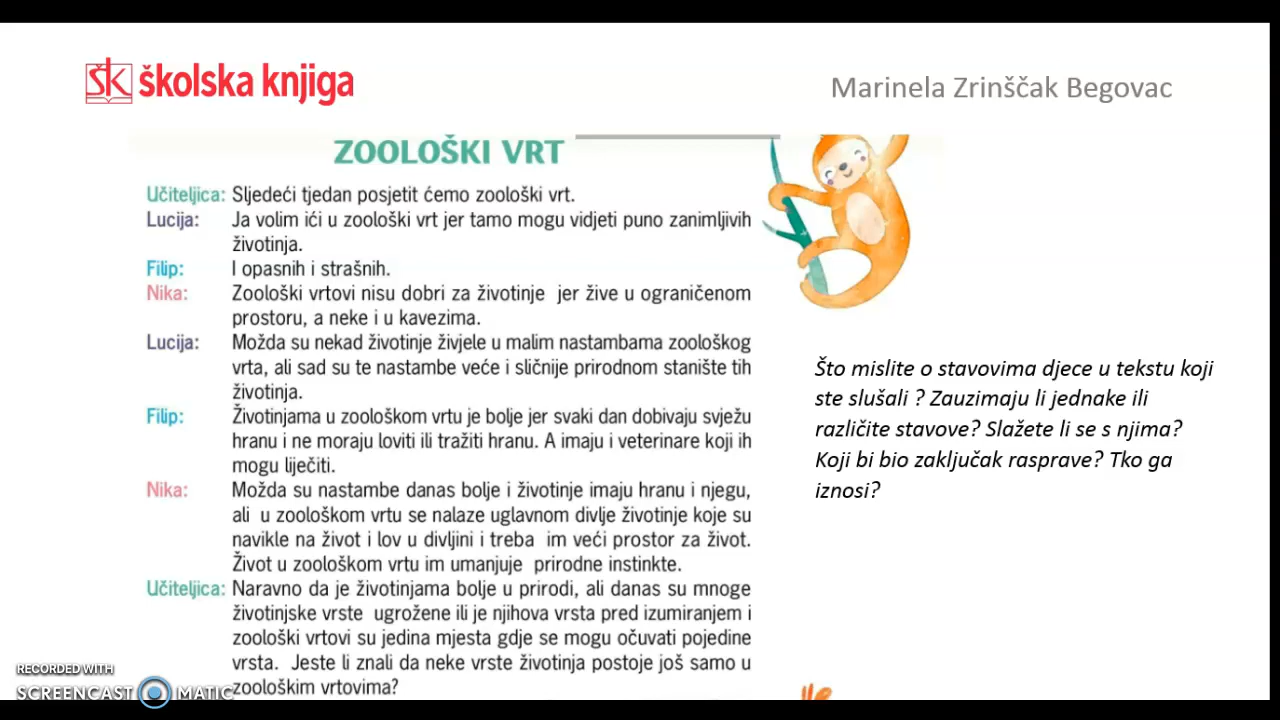 šk školska knjiga
Marinela Zrinščak Begovac
ZOOLOŠKI VRT
Učiteljica: Sljedeći tjedan posjetit ćemo zoološki vrt.
Lucija: Ja volim ići u zoološki vrt jer tamo mogu vidjeti puno zanimljivih
životinja.
Filip: I opasnih i strašnih.
Nika: Zoološki vrtovi nisu dobri za životinje jer žive u ograničenom
prostoru, a neke i u kavezima.
Lucija: Možda su nekad životinje živjele u malim nastambama zoološkog
vrta, ali sad su te nastambe veće i sličnije prirodnom stanište tih
životinja.
Filip: Životinjama u zoološkom vrtu je bolje jer svaki dan dobivaju svježu
hranu i ne moraju loviti ili tražiti hranu. A imaju i veterinare koji ih
mogu liječiti.
Nika: Možda su nastambe danas bolje i životinje imaju hranu i njegu,
ali u zoološkom vrtu se nalaze uglavnom divlje životinje koje su
navikle na život i lov u divljini i treba im veći prostor za život.
Život u zoološkom vrtu im umanjuje prirodne instinkte.
Učiteljica: Naravno da je životinjama bolje u prirodi, ali danas su mnoge
životinjske vrste ugrožene ili je njihova vrsta pred izumiranjem i
zoološki vrtovi su jedina mjesta gdje se mogu očuvati pojedine
vrsta. Jeste li znali da neke vrste životinja postoje još samo u
zoološkim vrtovima?
Što mislite o stavovima djece u tekstu koji
ste slušali ? Zauzimaju li jednake ili
različite stavove? Slažete li se s njima?
Koji bi bio zaključak rasprave? Tko ga
iznosi?
RECORDED WITH
SCREENCAST MATIC